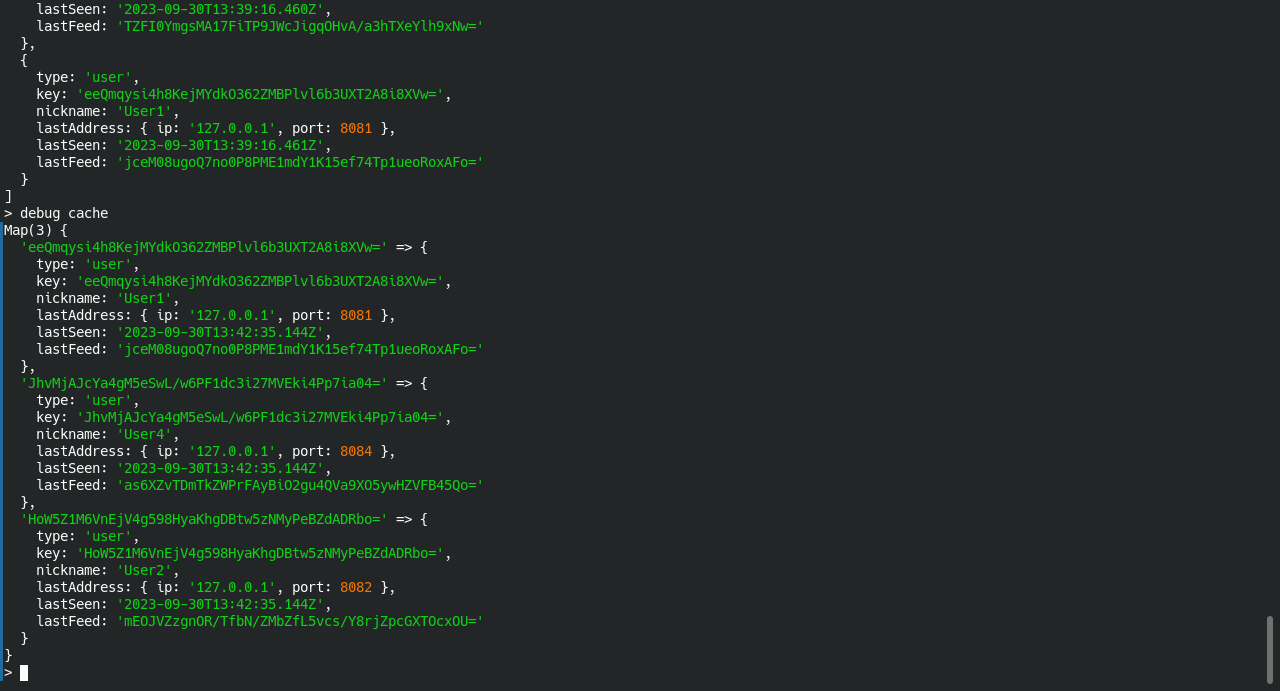 lastSeen: '2023-09-30T13:39:16.460Z',
    lastFeed: 'TZFI0YmgsMA17FiTP9JWcJigqOHvA/a3hTXeYlh9xNw='
  },
  {
    type: 'user',
    key: 'eeQmqysi4h8KejMYdkO362ZMBPlvl6b3UXT2A8i8XVw=',
    nickname: 'User1',
    lastAddress: { ip: '127.0.0.1', port: 8081 },
    lastSeen: '2023-09-30T13:39:16.461Z',
    lastFeed: 'jceM08ugoQ7no0P8PME1mdY1K15ef74Tp1ueoRoxAFo='
  }
]
> debug cache
Map(3) {
  'eeQmqysi4h8KejMYdkO362ZMBPlvl6b3UXT2A8i8XVw=' => {
    type: 'user',
    key: 'eeQmqysi4h8KejMYdkO362ZMBPlvl6b3UXT2A8i8XVw=',
    nickname: 'User1',
    lastAddress: { ip: '127.0.0.1', port: 8081 },
    lastSeen: '2023-09-30T13:42:35.144Z',
    lastFeed: 'jceM08ugoQ7no0P8PME1mdY1K15ef74Tp1ueoRoxAFo='
  },
  'JhvMjAJcYa4gM5eSwL/w6PF1dc3i27MVEki4Pp7ia04=' => {
    type: 'user',
    key: 'JhvMjAJcYa4gM5eSwL/w6PF1dc3i27MVEki4Pp7ia04=',
    nickname: 'User4',
    lastAddress: { ip: '127.0.0.1', port: 8084 },
    lastSeen: '2023-09-30T13:42:35.144Z',
    lastFeed: 'as6XZvTDmTkZWPrFAyBiO2gu4QVa9XO5ywHZVFB45Qo='
  },
  'HoW5Z1M6VnEjV4g598HyaKhgDBtw5zNMyPeBZdADRbo=' => {
    type: 'user',
    key: 'HoW5Z1M6VnEjV4g598HyaKhgDBtw5zNMyPeBZdADRbo=',
    nickname: 'User2',
    lastAddress: { ip: '127.0.0.1', port: 8082 },
    lastSeen: '2023-09-30T13:42:35.144Z',
    lastFeed: 'mEOJVZzgnOR/TfbN/ZMbZfL5vcs/Y8rjZpcGXTOcxOU='
  }
}
>